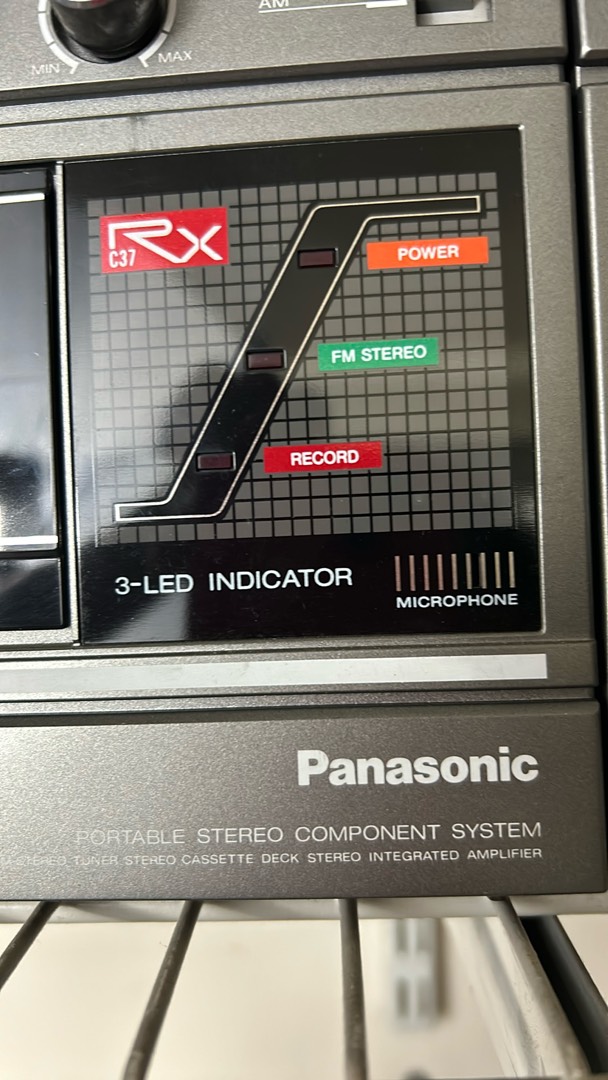 AM
MIN
MAX
RX
C37
POWER
FM STEREO
RECORD
3-LED INDICATOR
MICROPHONE
Panasonic
PORTABLE STEREO COMPONENT SYSTEM
STEREO TUNER STEREO CASSETTE DECK STEREO INTEGRATED AMPLIFIER